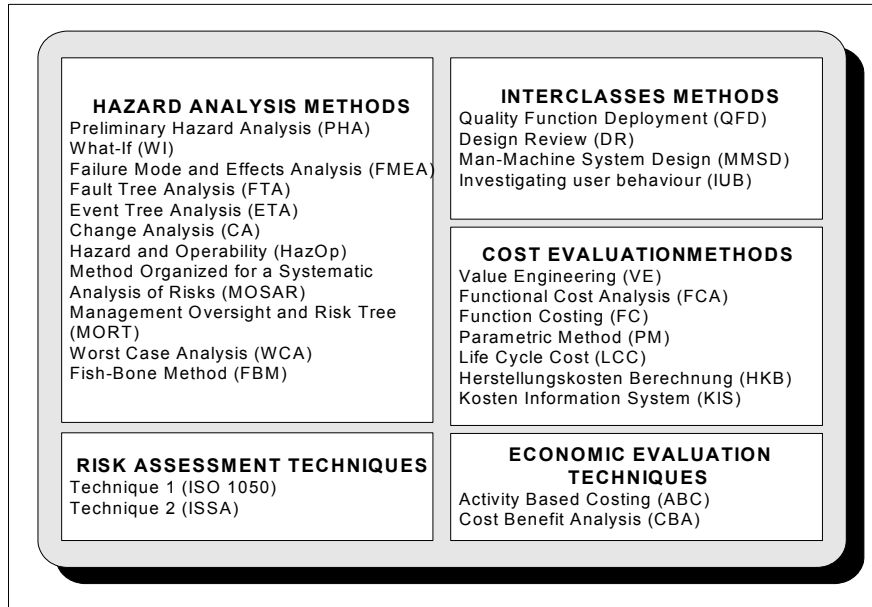 HAZARD ANALYSIS METHODS
Preliminary Hazard Analysis (PHA)
What-If (WI)
Failure Mode and Effects Analysis (FMEA)
Fault Tree Analysis (FTA)
Event Tree Analysis (ETA)
Change Analysis (CA)
Hazard and Operability (HazOp)
Method Organized for a Systematic
Analysis of Risks (MOSAR)
Management Oversight and Risk Tree
(MORT)
Worst Case Analysis (WCA)
Fish-Bone Method (FBM)
RISK ASSESSMENT TECHNIQUES
Technique 1 (ISO 1050)
Technique 2 (ISSA)
INTERCLASSES METHODS
Quality Function Deployment (QFD)
Design Review (DR)
Man-Machine System Design (MMSD)
Investigating user behaviour (IUB)
COST EVALUATIONMETHODS
Value Engineering (VE)
Functional Cost Analysis (FCA)
Function Costing (FC)
Parametric Method (PM)
Life Cycle Cost (LCC)
Herstellungskosten Berechnung (HKB)
Kosten Information System (KIS)
ECONOMIC EVALUATION
TECHNIQUES
Activity Based Costing (ABC)
Cost Benefit Analysis (CBA)